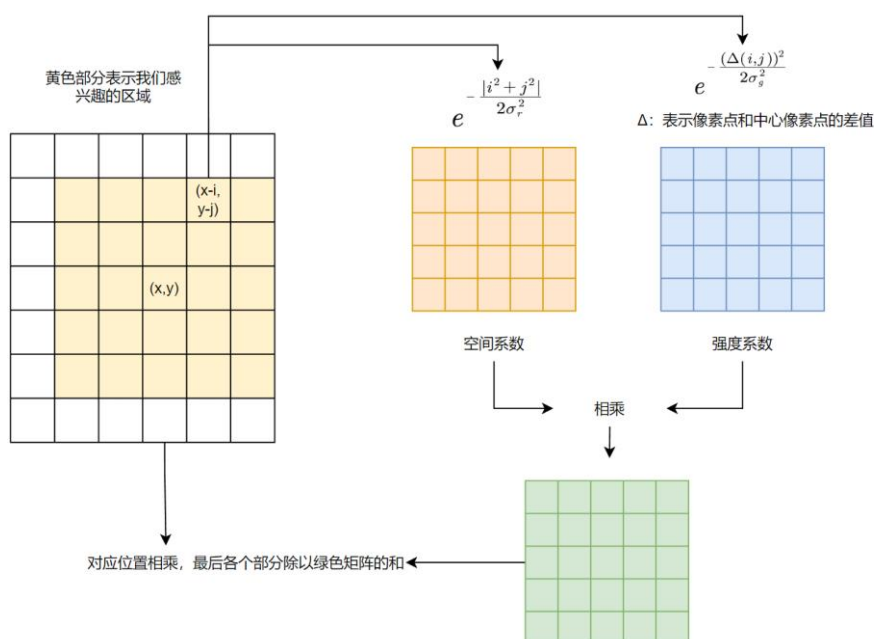 黄色部分表示我们感
兴趣的区域
e^{-\frac{|i^2+j^2|}{2\sigma_r^2}}
e^{-\frac{(\Delta(i,j))^2}{2\sigma_g^2}}
Δ：表示像素点和中心像素点的差值
(x-i,
y-j)
(x,y)
空间系数
强度系数
相乘
对应位置相乘，最后各个部分除以绿色矩阵的和